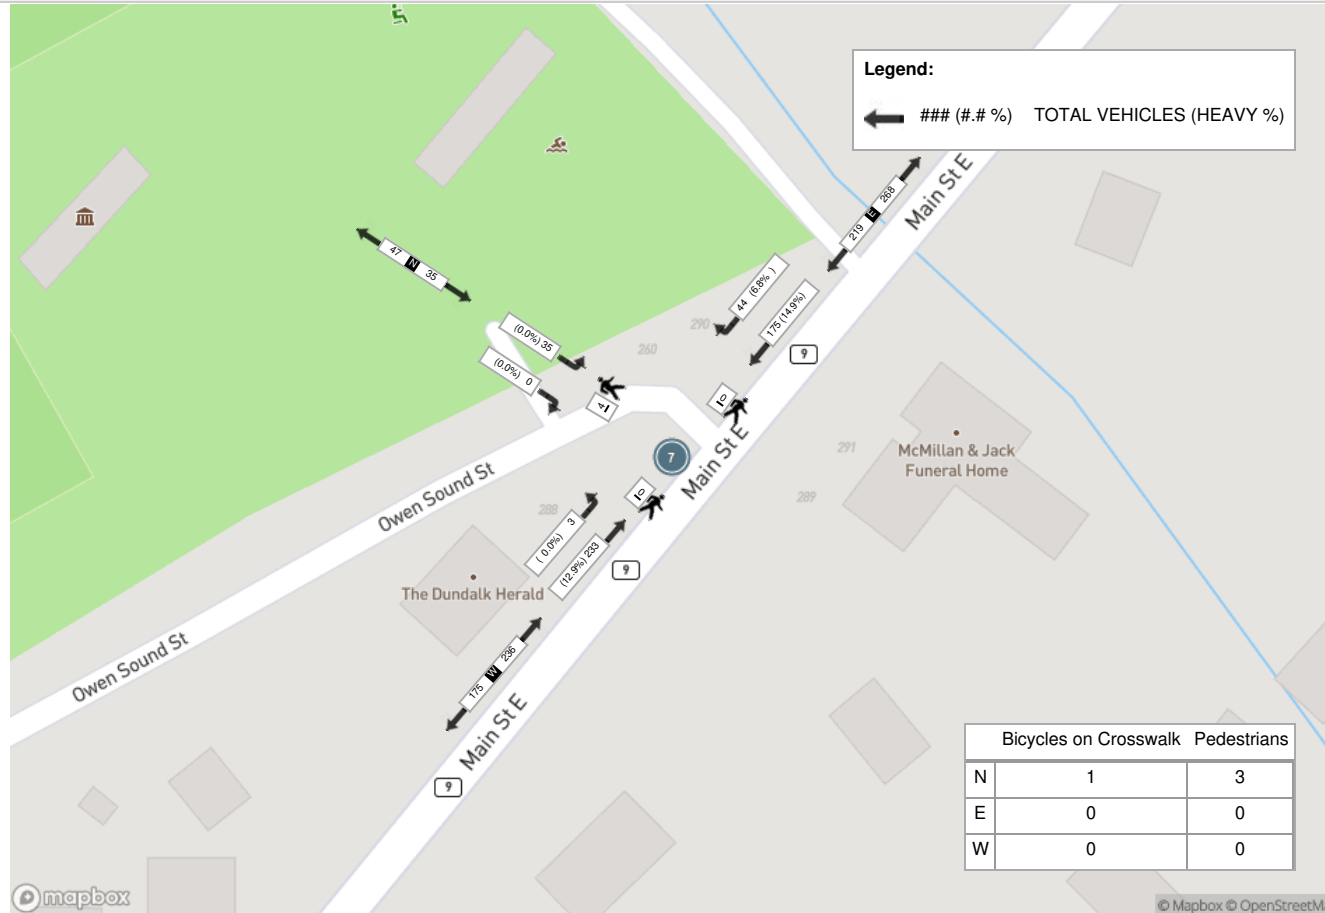 Legend:
### (#.# %) TOTAL VEHICLES (HEAVY %)
Main St E
219 E 268
47 N 35
44 (6.8% )
175 (14.9%)
290
260
(0.0%) 35
(0.0%) 0
9
4
0
7
Main St E
291
McMillan & Jack
Funeral Home
289
Owen Sound St
0
288
( 0.0%) 3
(12.9%) 233
9
The Dundalk Herald
175 W 236
Owen Sound St
Main St E
9
Bicycles on Crosswalk Pedestrians
N 1 3
E 0 0
W 0 0
mapbox
© Mapbox © OpenStreetM